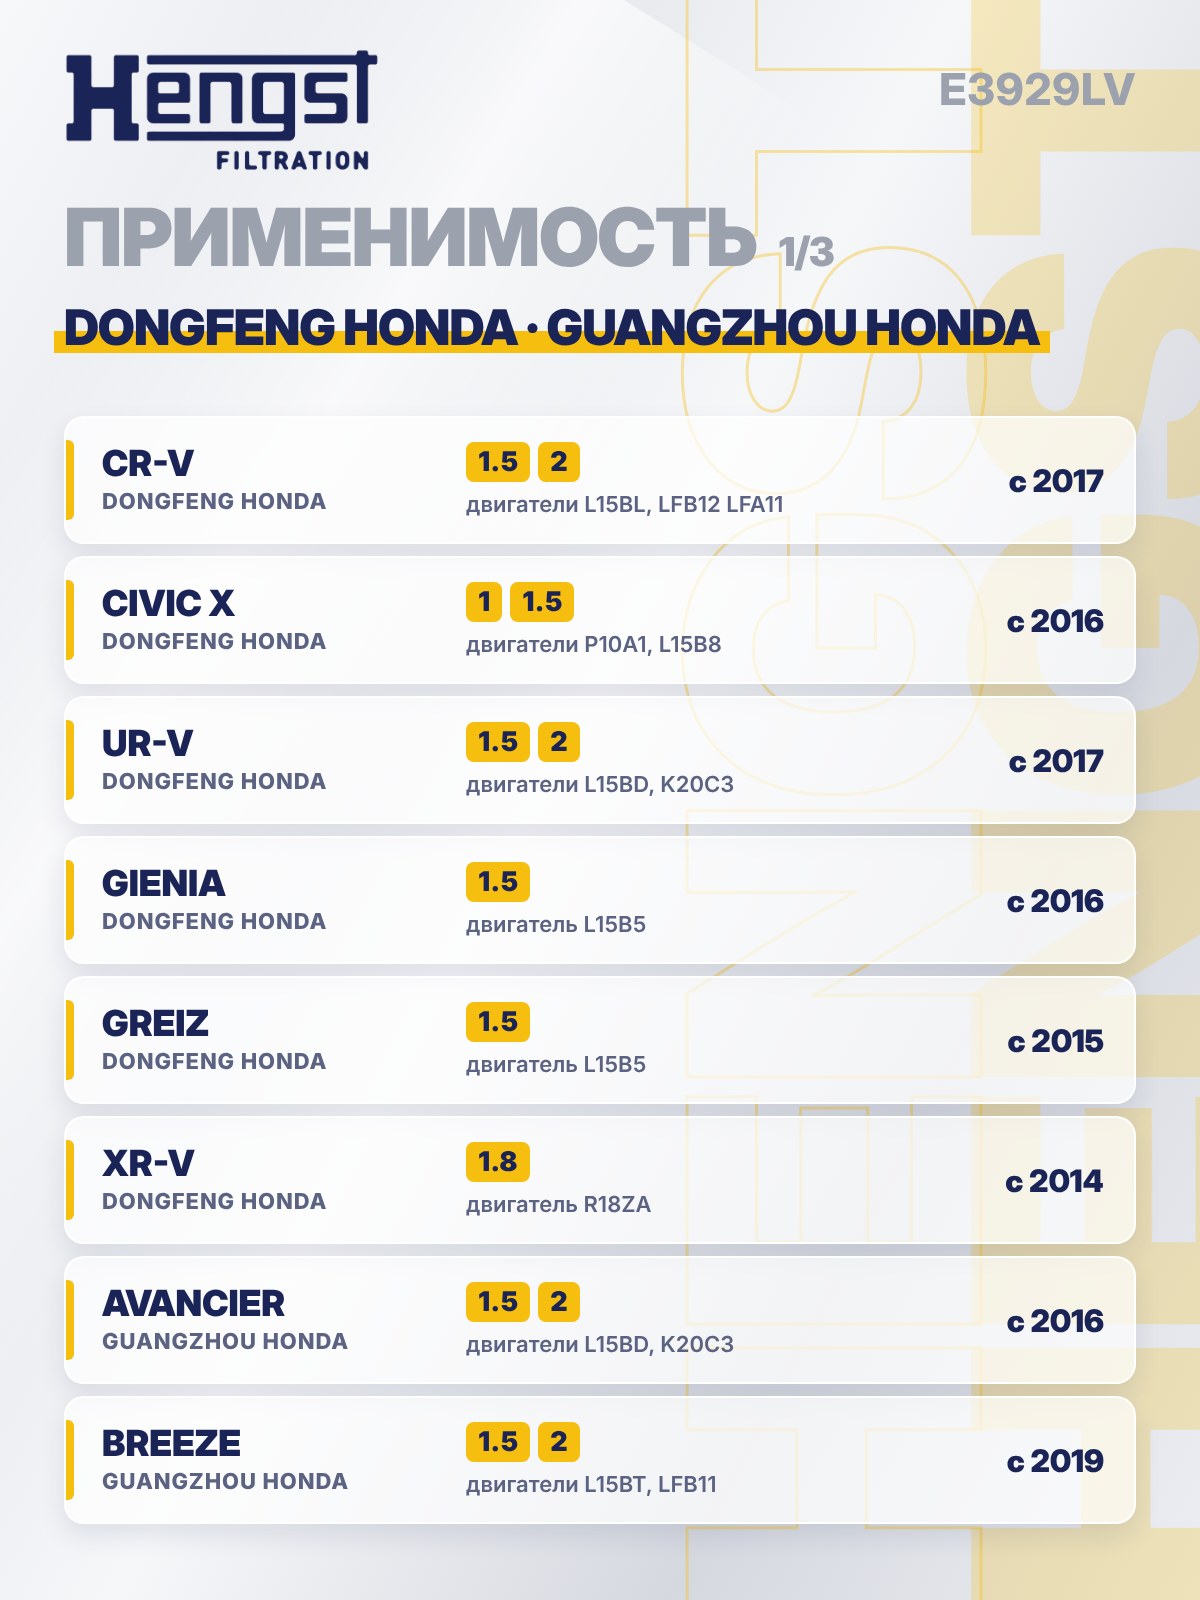 Hengst
FILTRATION
E3929LV
ПРИМЕНИМОСТЬ 1/3
DONGFENG HONDA · GUANGZHOU HONDA
CR-V
DONGFENG HONDA
1.5 2
двигатели L15BL, LFB12 LFA11
с 2017
CIVIC X
DONGFENG HONDA
1 1.5
двигатели P10A1, L15B8
с 2016
UR-V
DONGFENG HONDA
1.5 2
двигатели L15BD, K20C3
с 2017
GIENIA
DONGFENG HONDA
1.5
двигатель L15B5
с 2016
GREIZ
DONGFENG HONDA
1.5
двигатель L15B5
с 2015
XR-V
DONGFENG HONDA
1.8
двигатель R18ZA
с 2014
AVANCIER
GUANGZHOU HONDA
1.5 2
двигатели L15BD, K20C3
с 2016
BREEZE
GUANGZHOU HONDA
1.5 2
двигатели L15BT, LFB11
с 2019
HENGST
HENGST